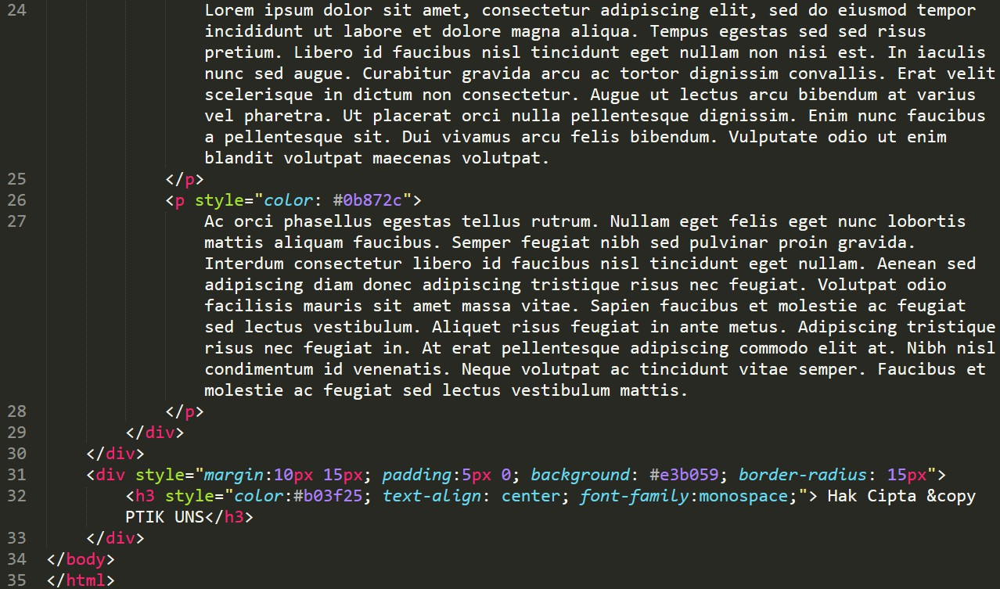 24 Lorem ipsum dolor sit amet, consectetur adipiscing elit, sed do eiusmod tempor
incididunt ut labore et dolore magna aliqua. Tempus egestas sed sed risus
pretium. Libero id faucibus nisl tincidunt eget nullam non nisi est. In iaculis
nunc sed augue. Curabitur gravida arcu ac tortor dignissim convallis. Erat velit
scelerisque in dictum non consectetur. Augue ut lectus arcu bibendum at varius
vel pharetra. Ut placerat orci nulla pellentesque dignissim. Enim nunc faucibus
a pellentesque sit. Dui vivamus arcu felis bibendum. Vulputate odio ut enim
blandit volutpat maecenas volutpat.
25 </p>
26 <p style="color: #0b872c">
27 Ac orci phasellus egestas tellus rutrum. Nullam eget felis eget nunc lobortis
mattis aliquam faucibus. Semper feugiat nibh sed pulvinar proin gravida.
Interdum consectetur libero id faucibus nisl tincidunt eget nullam. Aenean sed
adipiscing diam donec adipiscing tristique risus nec feugiat. Volutpat odio
facilisis mauris sit amet massa vitae. Sapien faucibus et molestie ac feugiat
sed lectus vestibulum. Aliquet risus feugiat in ante metus. Adipiscing tristique
risus nec feugiat in. At erat pellentesque adipiscing commodo elit at. Nibh nisl
condimentum id venenatis. Neque volutpat ac tincidunt vitae semper. Faucibus et
molestie ac feugiat sed lectus vestibulum mattis.
28 </p>
29 </div>
30 </div>
31 <div style="margin:10px 15px; padding:5px 0; background: #e3b059; border-radius: 15px">
32 <h3 style="color:#b03f25; text-align: center; font-family:monospace;"> Hak Cipta &copy
PTIK UNS</h3>
33 </div>
34 </body>
35 </html>